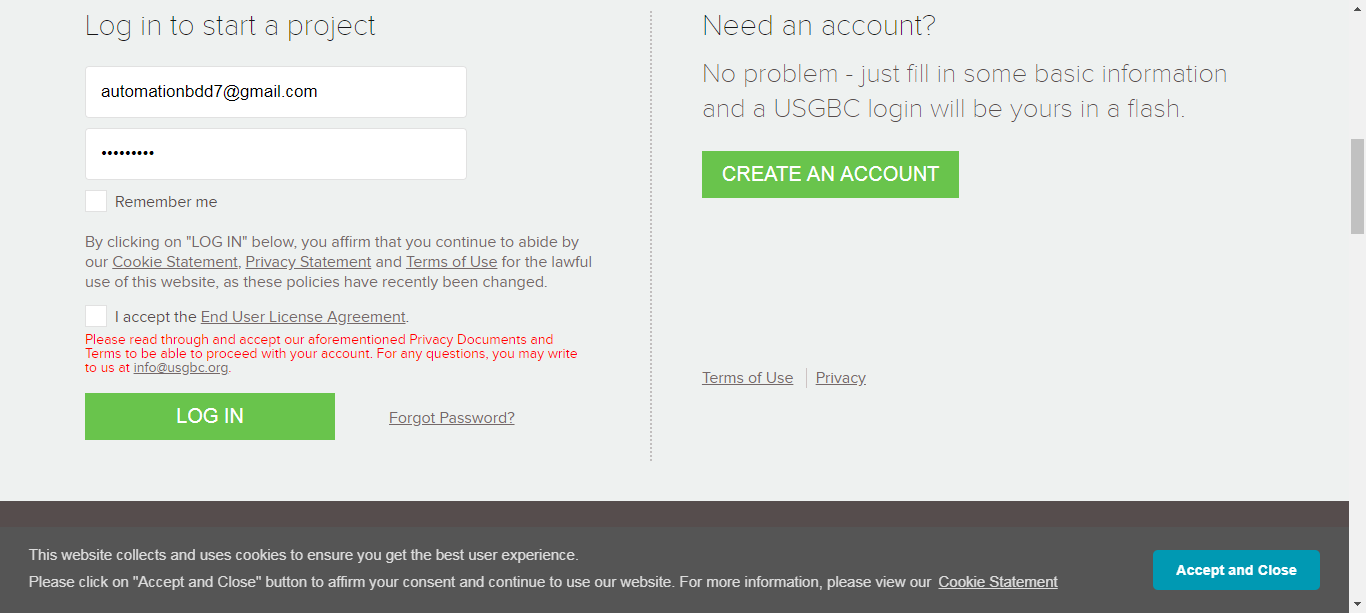 Log in to start a project
automationbdd7@gmail.com
•••••••••
Remember me
By clicking on "LOG IN" below, you affirm that you continue to abide by
our Cookie Statement, Privacy Statement and Terms of Use for the lawful
use of this website, as these policies have recently been changed.
I accept the End User License Agreement.
Please read through and accept our aforementioned Privacy Documents and
Terms to be able to proceed with your account. For any questions, you may write
to us at info@usgbc.org.
LOG IN
Forgot Password?
Need an account?
No problem - just fill in some basic information
and a USGBC login will be yours in a flash.
CREATE AN ACCOUNT
Terms of Use
Privacy
This website collects and uses cookies to ensure you get the best user experience.
Please click on "Accept and Close" button to affirm your consent and continue to use our website. For more information, please view our Cookie Statement
Accept and Close